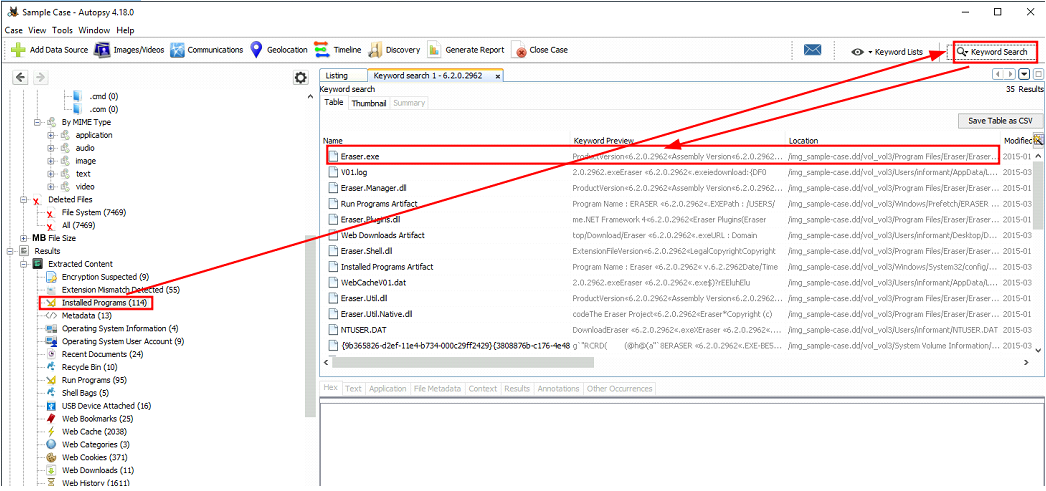 Sample Case - Autopsy 4.18.0
Case View Tools Window Help
Add Data Source Images/Videos Communications Geolocation Timeline Discovery Generate Report Close Case Keyword Lists Keyword Search
Listing Keyword search 1 - 6.2.0.2962
Keyword search 35 Results
Table Thumbnail Summary
Save Table as CSV
Name Keyword Preview Location Modified
Eraser.exe ProductVersion«6.2.0.2962«Assembly Version«6.2.0.2962... /img_sample-case.dd/vol_vol3/Program Files/Eraser/Eraser... 2015-01
V01.log 2.0.2962.exeiEraser «6.2.0.2962«.exeiedownload:{DF0 /img_sample-case.dd/vol_vol3/Users/informant/AppData/L... 2015-03
Eraser.Manager.dll ProductVersion«6.2.0.2962«Assembly Version«6.2.0.2962... /img_sample-case.dd/vol_vol3/Program Files/Eraser/Eraser... 2015-01
Run Programs Artifact Program Name : ERASER «6.2.0.2962«.EXEPath : /USERS/ /img_sample-case.dd/vol_vol3/Windows/Prefetch/ERASER 2015-03
Eraser.Plugins.dll me.NET Framework 4«6.2.0.2962«Eraser Plugins(Eraser /img_sample-case.dd/vol_vol3/Program Files/Eraser/Eraser... 2015-01
Web Downloads Artifact top/Download/Eraser «6.2.0.2962«.exeURL : Domain /img_sample-case.dd/vol_vol3/Users/informant/Desktop/D... 2015-03
Eraser.Shell.dll ExtensionFileVersion«6.2.0.2962«LegalCopyrightCopyright /img_sample-case.dd/vol_vol3/Program Files/Eraser/Eraser... 2015-01
Installed Programs Artifact Program Name : Eraser «6.2.0.2962« v.6.2.2962Date/Time /img_sample-case.dd/vol_vol3/Windows/System32/config/... 2015-03
WebCacheV01.dat 2.0.2962.exeEraser «6.2.0.2962«.exe$}?rEEluhElu /img_sample-case.dd/vol_vol3/Users/informant/AppData/L... 2015-03
Eraser.Util.dll ProductVersion«6.2.0.2962«Assembly Version«6.2.0.2962... /img_sample-case.dd/vol_vol3/Program Files/Eraser/Eraser... 2015-01
Eraser.Util.Native.dll codeThe Eraser Project«6.2.0.2962«Eraser*Copyright (c) /img_sample-case.dd/vol_vol3/Program Files/Eraser/Eraser... 2015-01
NTUSER.DAT DownloadEraser «6.2.0.2962«.exeXEraser «6.2.0.2962«.exe /img_sample-case.dd/vol_vol3/Users/informant/NTUSER.DAT 2015-03
{9b365826-d2ef-11e4-b734-000c29ff2429}{3808876b-c176-4e48 8ERASER «6.2.0.2962«.EXE-BE5... /img_sample-case.dd/vol_vol3/System Volume Information/... 2015-03
Hex Text Application File Metadata Context Results Annotations Other Occurrences
.cmd (0)
.com (0)
By MIME Type
application
audio
image
text
video
Deleted Files
File System (7469)
All (7469)
MB File Size
Results
Extracted Content
Encryption Suspected (9)
Extension Mismatch Detected (55)
Installed Programs (114)
Metadata (13)
Operating System Information (4)
Operating System User Account (9)
Recent Documents (24)
Recycle Bin (10)
Run Programs (95)
Shell Bags (5)
USB Device Attached (16)
Web Bookmarks (25)
Web Cache (2038)
Web Categories (3)
Web Cookies (371)
Web Downloads (11)
Web History (1611)